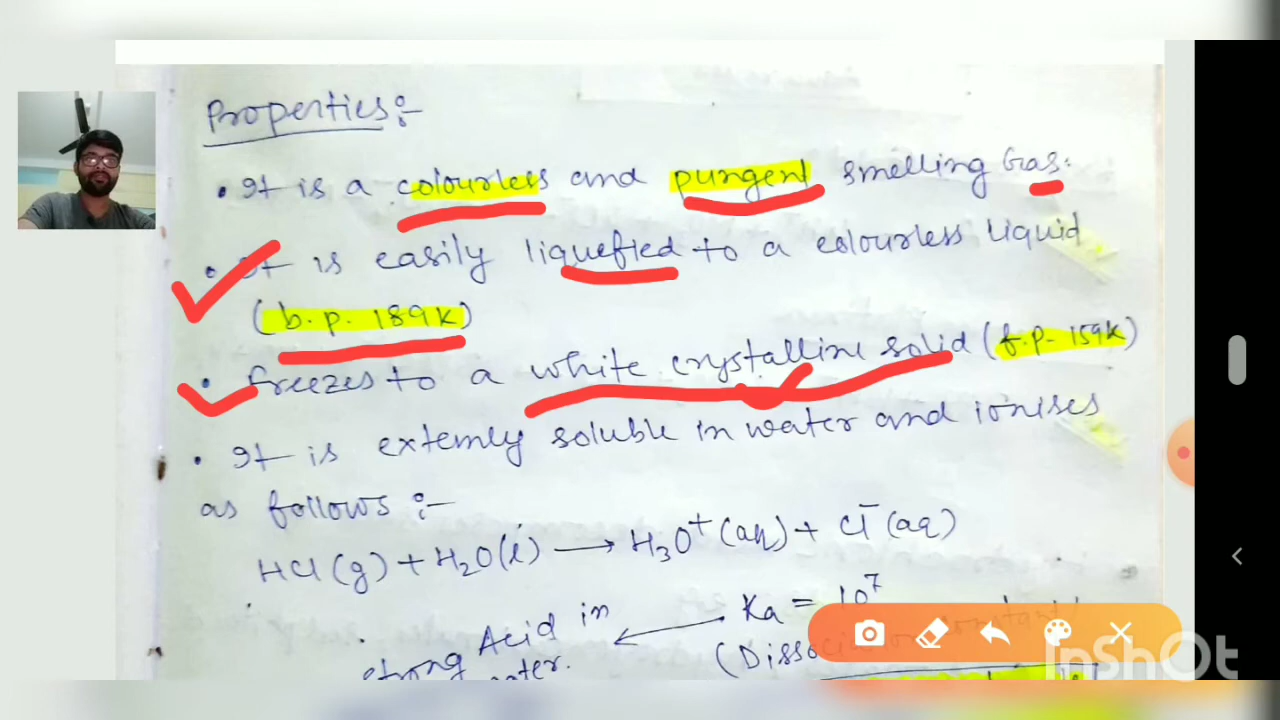 Properties:-
• It is a colourless and pungent smelling Gas.
• It is easily liquefied to a colourless liquid
(b.p. 189K)
• freezes to a white crystalline solid (f.p- 159K)
• It is extemly soluble in water and ionises
as follows :-
HCl(g) + H₂O(l) → H₃O⁺(aq) + Cl⁻(aq)
Ka = 10⁷
strong Acid in ←
InShOt